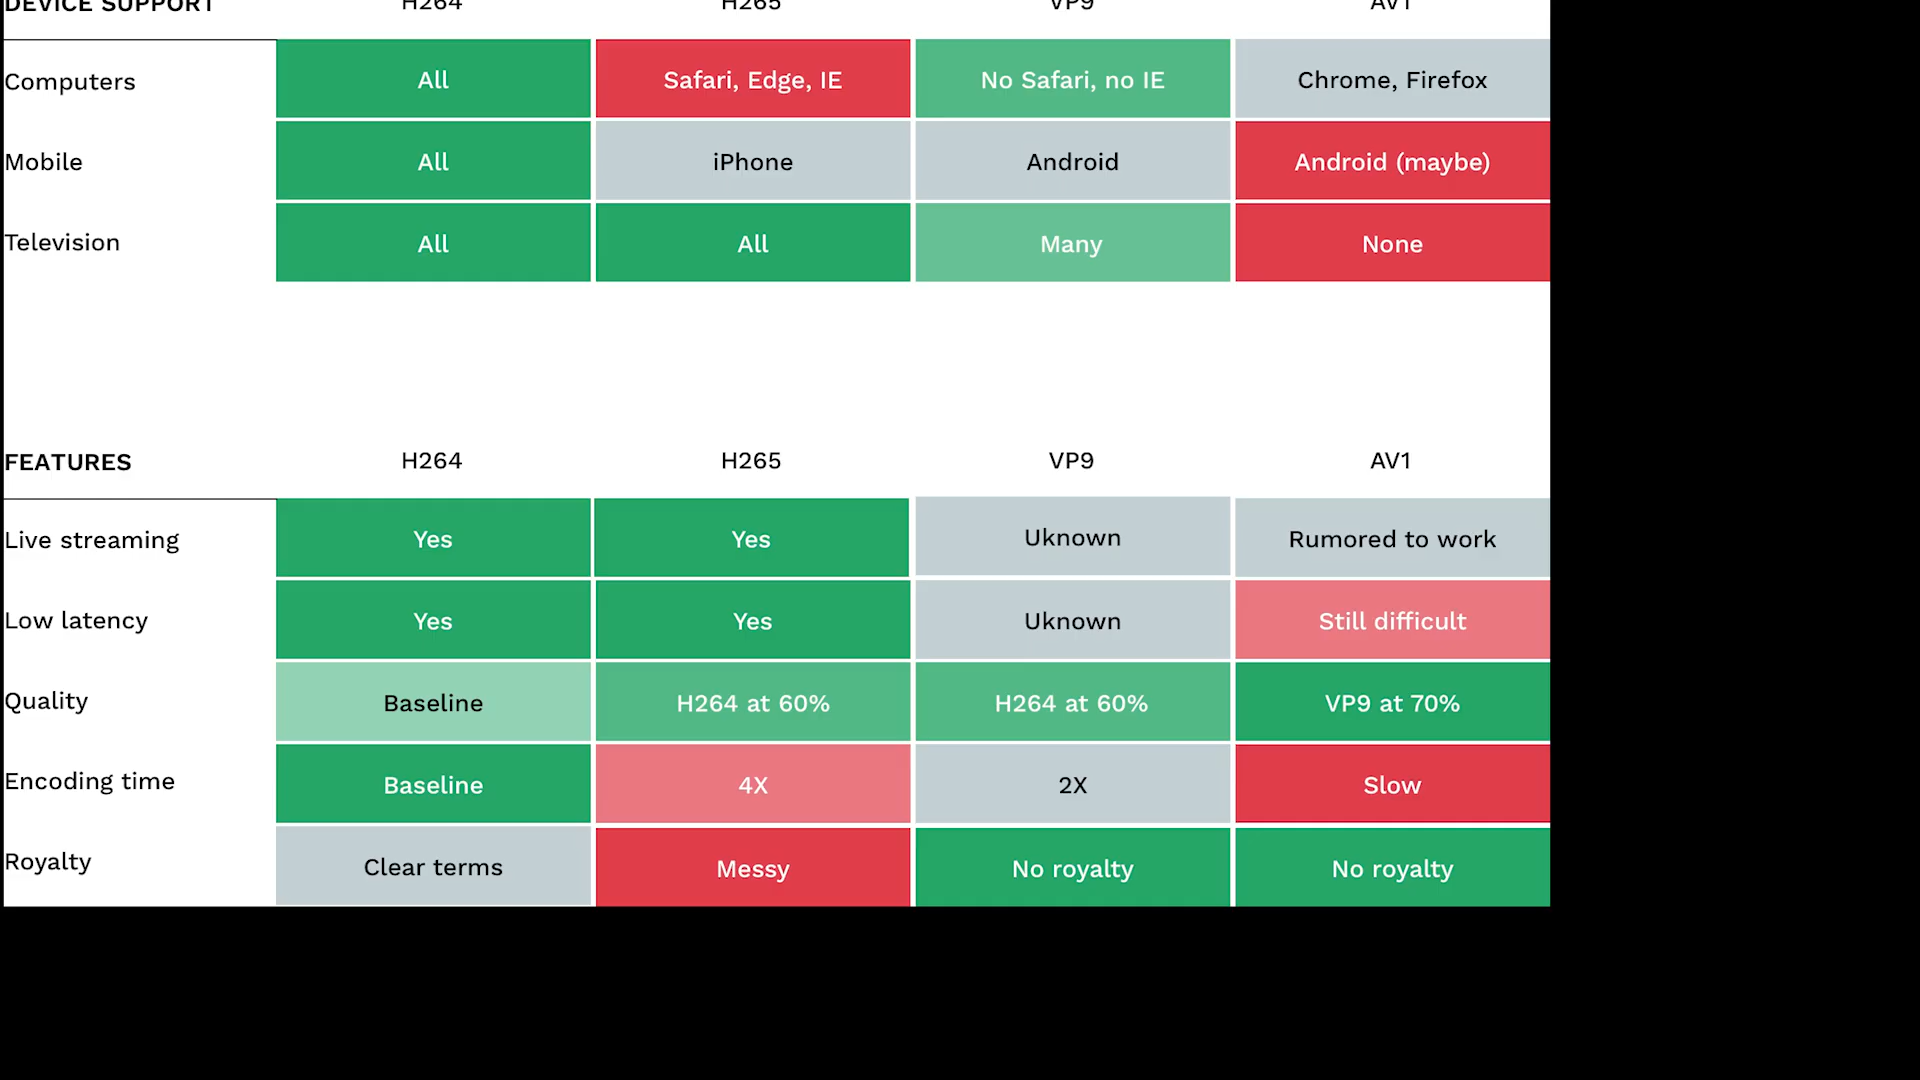 DEVICE SUPPORT H264 H265 VP9 AV1
Computers All Safari, Edge, IE No Safari, no IE Chrome, Firefox
Mobile All iPhone Android Android (maybe)
Television All All Many None
FEATURES H264 H265 VP9 AV1
Live streaming Yes Yes Uknown Rumored to work
Low latency Yes Yes Uknown Still difficult
Quality Baseline H264 at 60% H264 at 60% VP9 at 70%
Encoding time Baseline 4X 2X Slow
Royalty Clear terms Messy No royalty No royalty